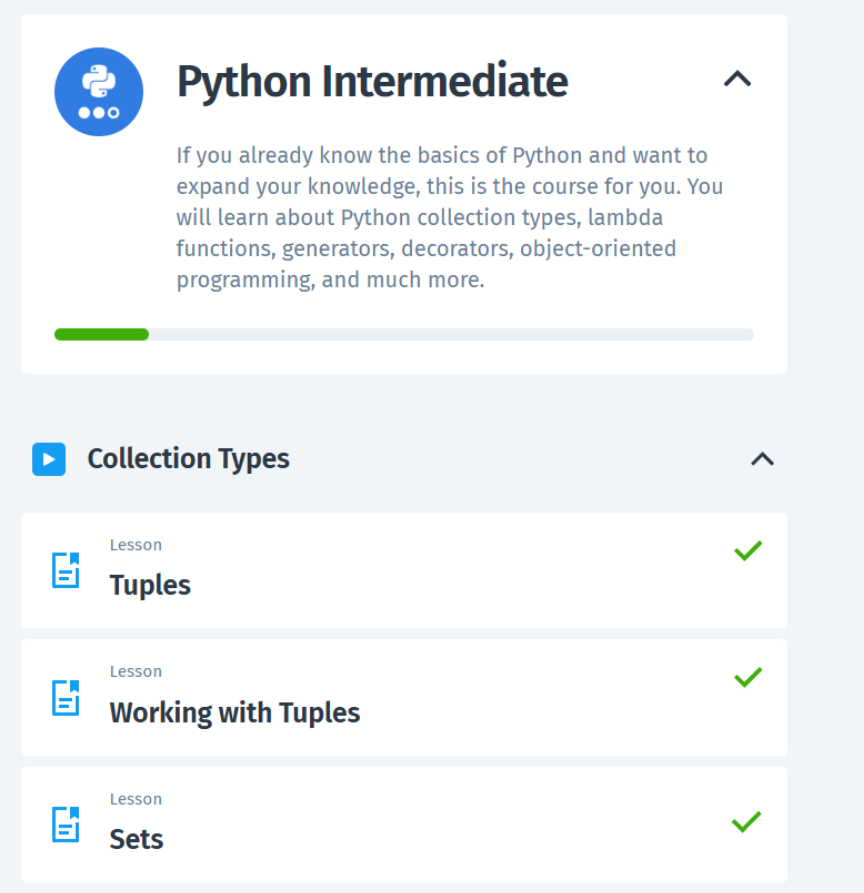 Python Intermediate
If you already know the basics of Python and want to
expand your knowledge, this is the course for you. You
will learn about Python collection types, lambda
functions, generators, decorators, object-oriented
programming, and much more.
Collection Types
Lesson
Tuples
Lesson
Working with Tuples
Lesson
Sets